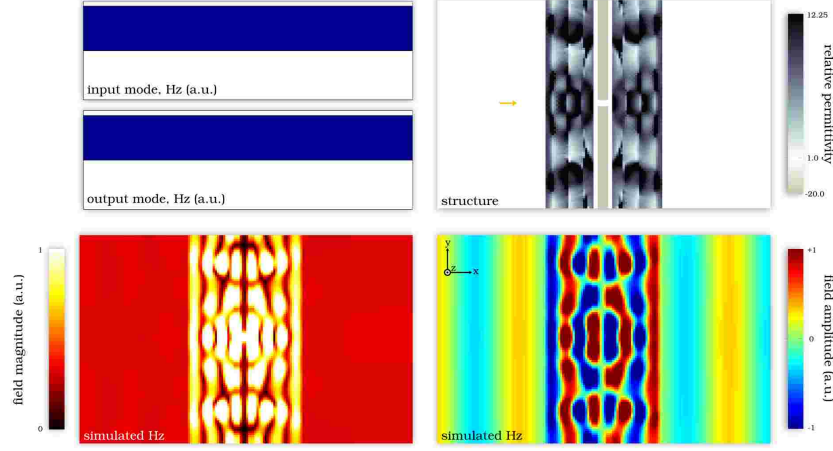 input mode, Hz (a.u.)
output mode, Hz (a.u.)
structure
12.25
1.0
-20.0
relative permittivity
field magnitude (a.u.)
1
0
simulated Hz
y
z
x
simulated Hz
+1
0
-1
field amplitude (a.u.)